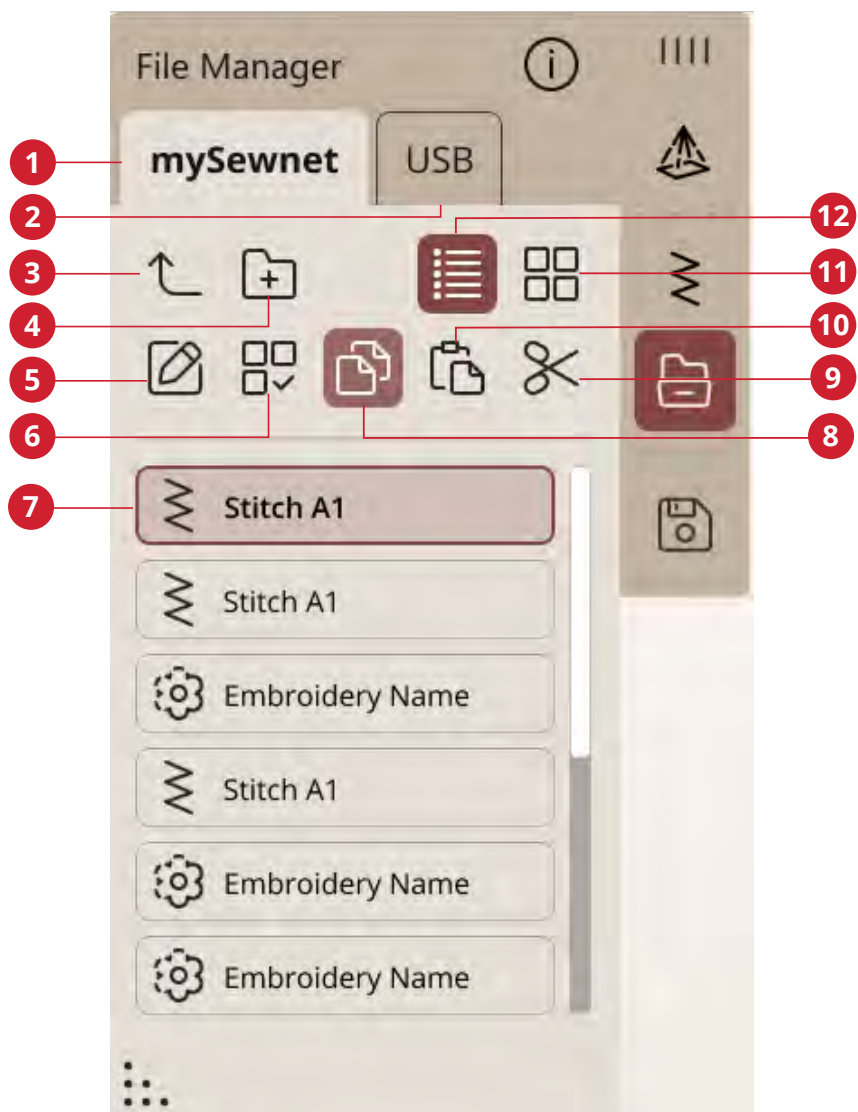 File Manager
mySewnet USB
1
2
12
3
11
4
10
5
9
6
8
7
Stitch A1
Stitch A1
Embroidery Name
Stitch A1
Embroidery Name
Embroidery Name